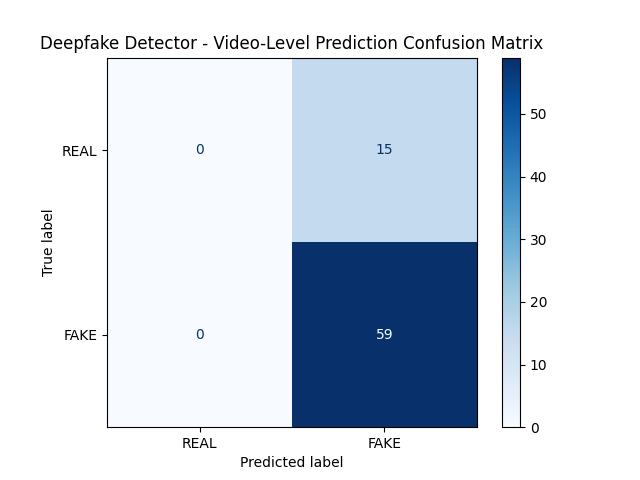 Deepfake Detector - Video-Level Prediction Confusion Matrix
REAL
0
15
FAKE
0
59
REAL
FAKE
Predicted label
True label
50
40
30
20
10
0